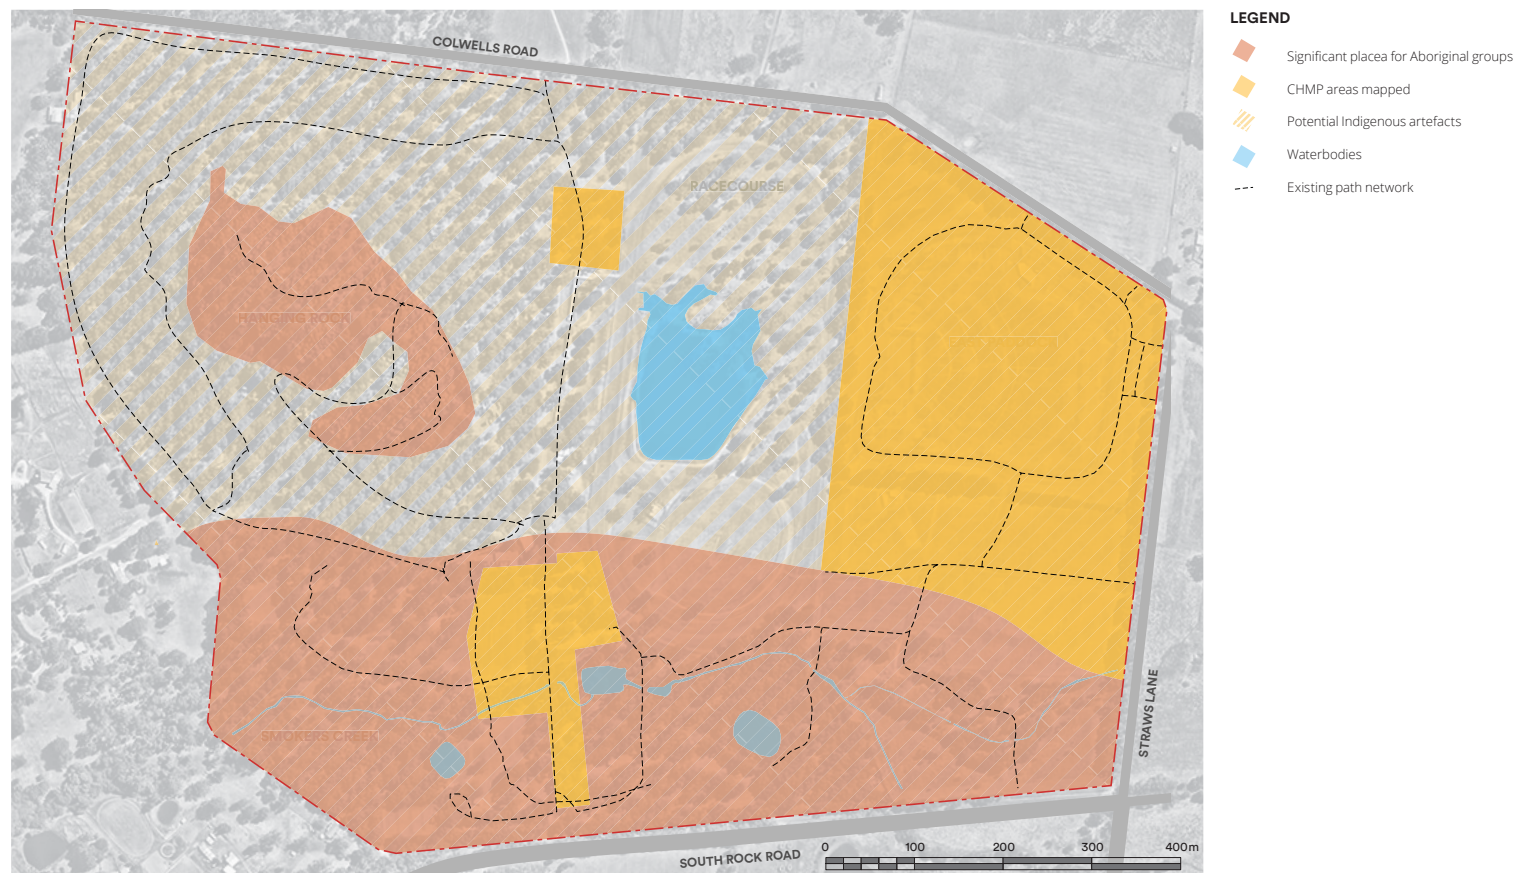 COLWELLS ROAD
RACECOURSE
HANGING ROCK
SMOKERS CREEK
STRAWS LANE
SOUTH ROCK ROAD
0 100 200 300 400m
LEGEND
Significant placea for Aboriginal groups
CHMP areas mapped
Potential Indigenous artefacts
Waterbodies
Existing path network